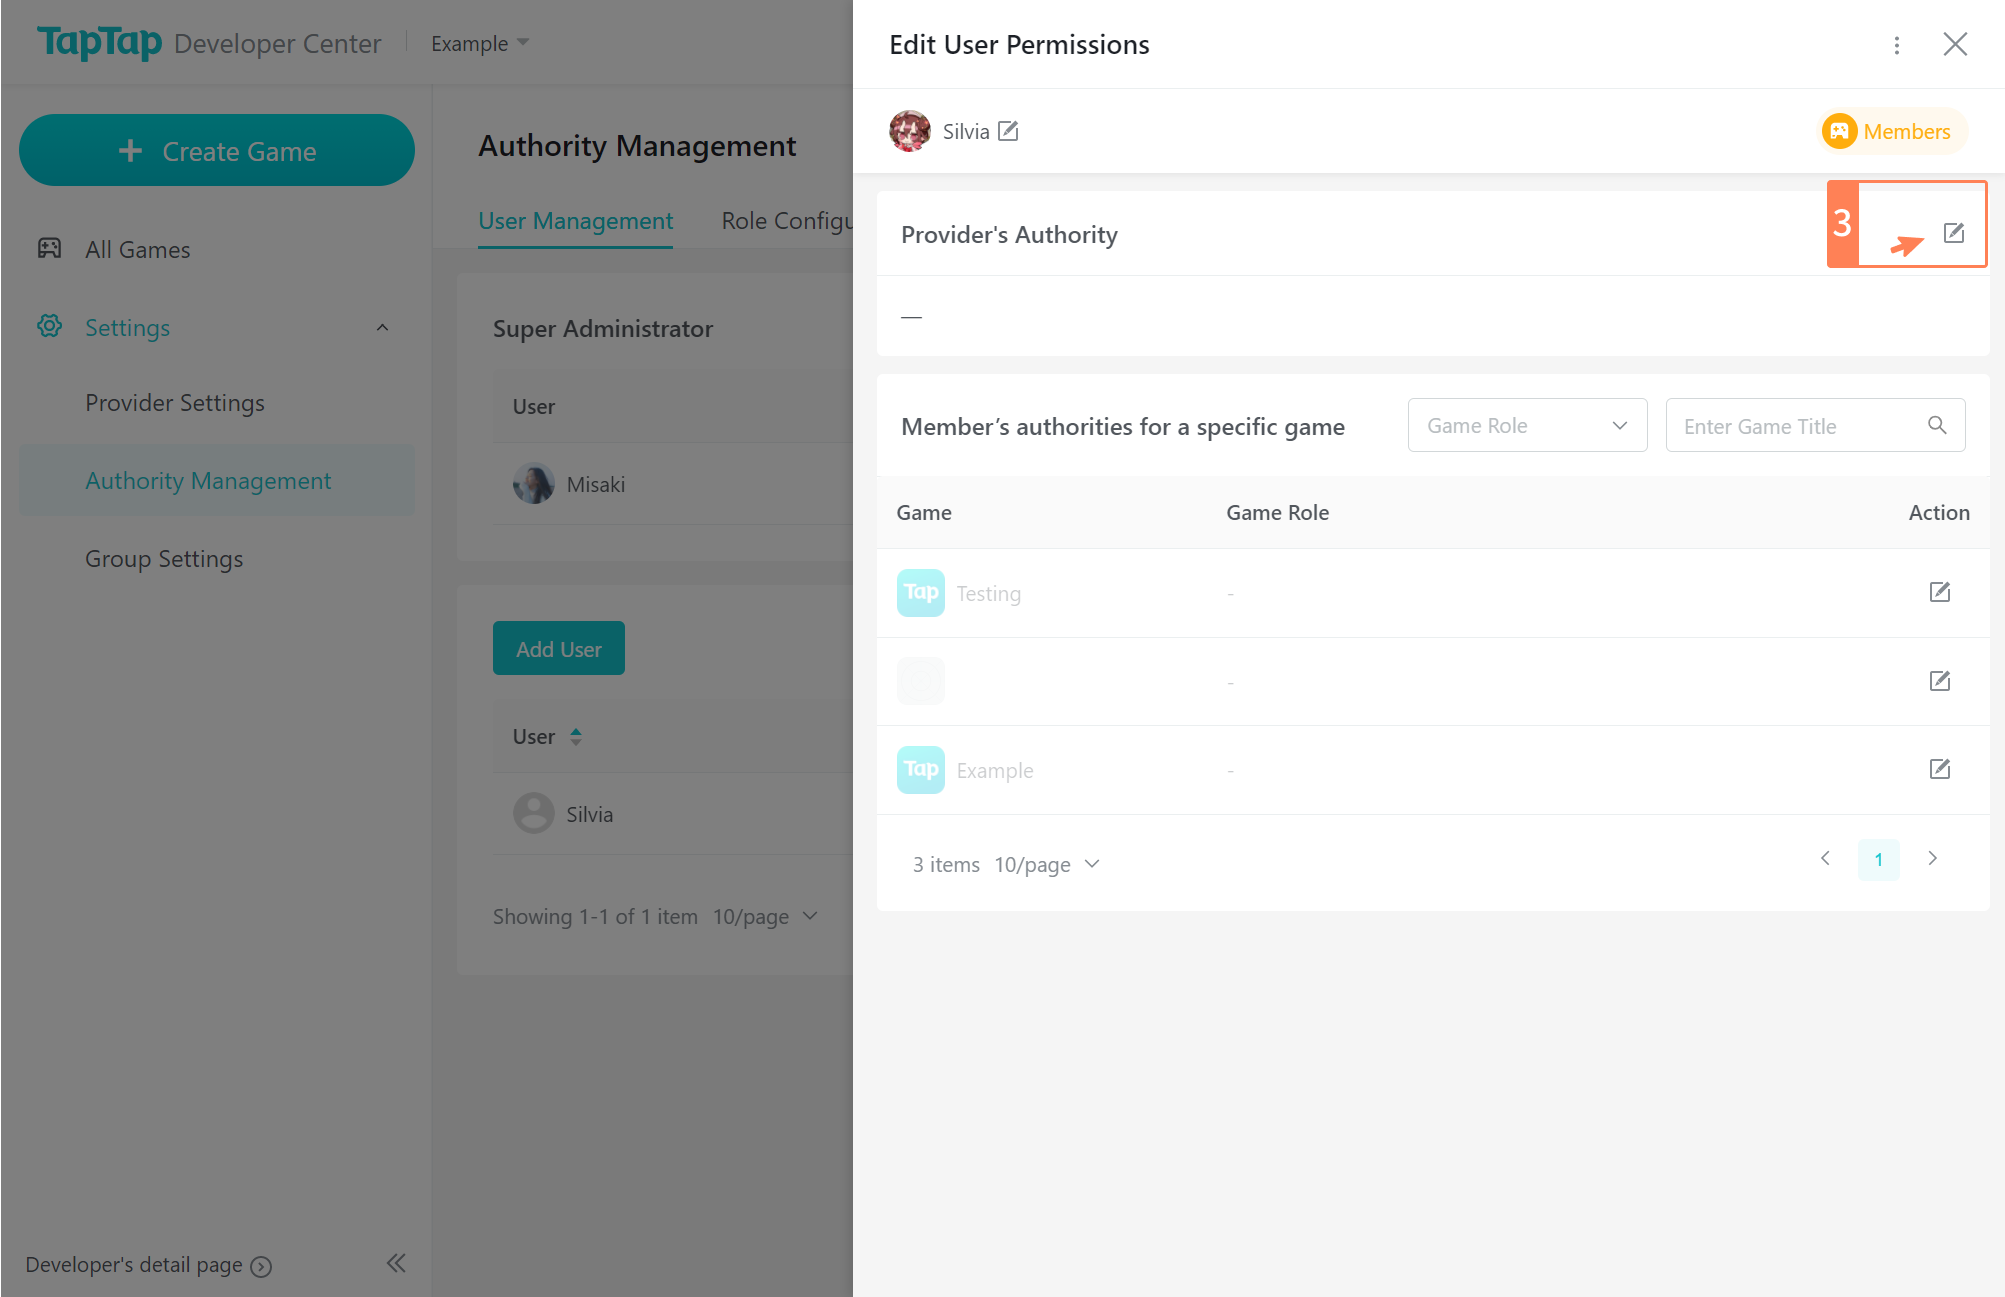 TapTap Developer Center
Example
Create Game
All Games
Settings
Provider Settings
Authority Management
Group Settings
Developer's detail page
Authority Management
User Management
Role Configu
Super Administrator
User
Misaki
Add User
User
Silvia
Showing 1-1 of 1 item 10/page
Edit User Permissions
Silvia
Members
Provider's Authority
3
—
Member’s authorities for a specific game
Game Role
Enter Game Title
Game Game Role Action
Tap Testing -
-
Tap Example -
3 items 10/page
1